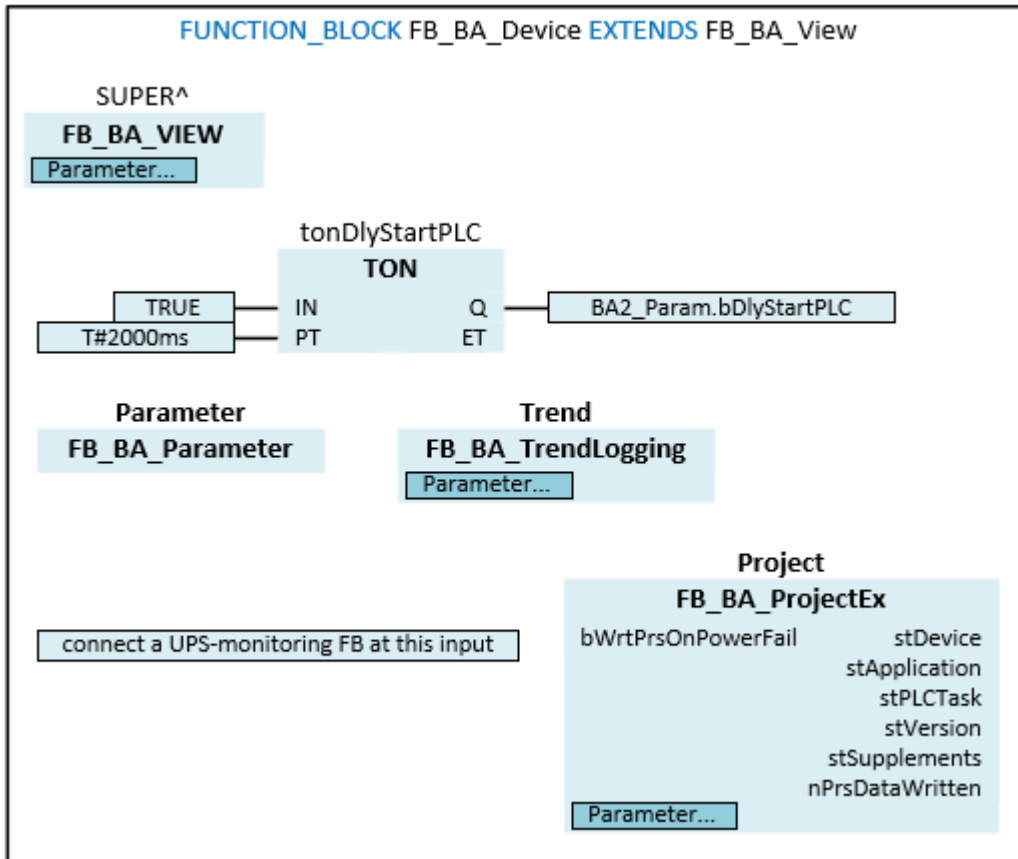 FUNCTION_BLOCK FB_BA_Device EXTENDS FB_BA_View
SUPER^
FB_BA_VIEW
Parameter...
tonDlyStartPLC
TON
TRUE IN Q BA2_Param.bDlyStartPLC
T#2000ms PT ET
Parameter Trend
FB_BA_Parameter FB_BA_TrendLogging
Parameter...
Project
FB_BA_ProjectEx
connect a UPS-monitoring FB at this input bWrtPrsOnPowerFail stDevice
stApplication
stPLCTask
stVersion
stSupplements
nPrsDataWritten
Parameter...